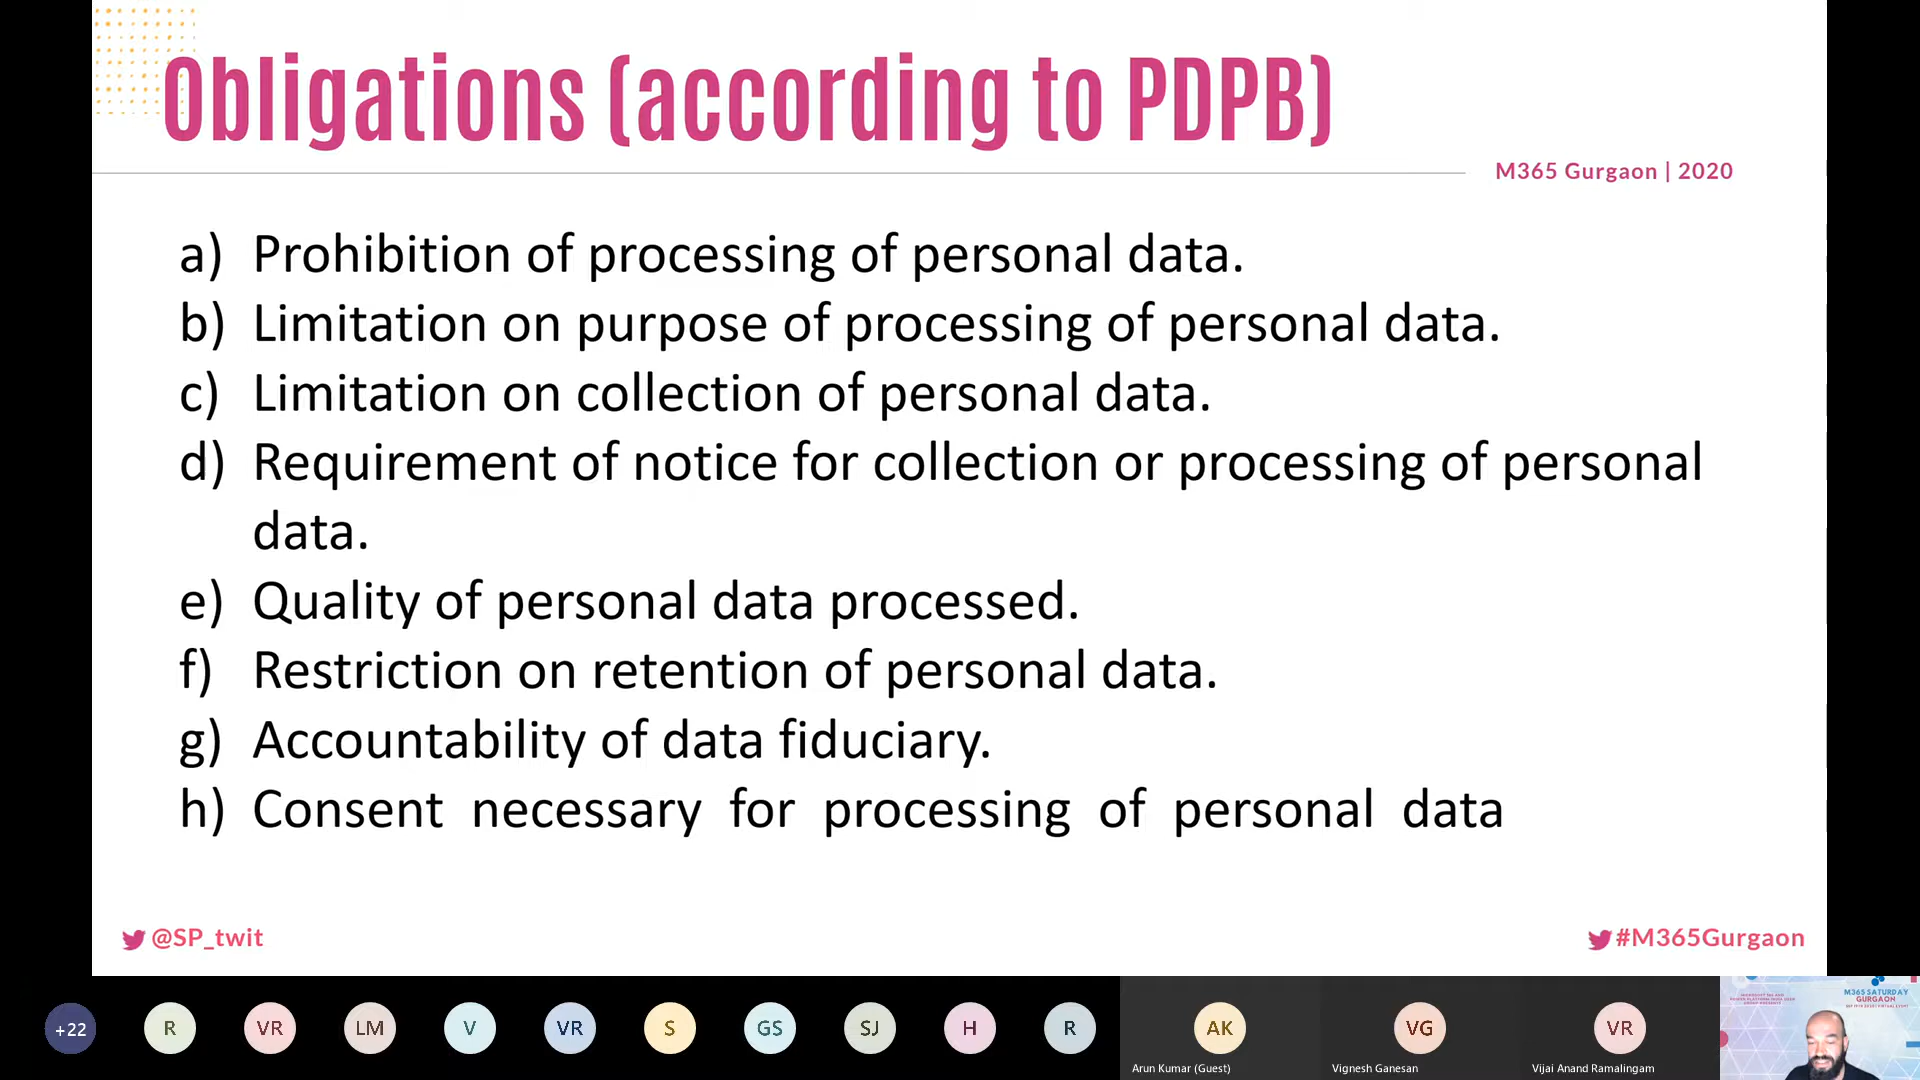 Obligations (according to PDPB)
M365 Gurgaon | 2020
a) Prohibition of processing of personal data.
b) Limitation on purpose of processing of personal data.
c) Limitation on collection of personal data.
d) Requirement of notice for collection or processing of personal
data.
e) Quality of personal data processed.
f) Restriction on retention of personal data.
g) Accountability of data fiduciary.
h) Consent necessary for processing of personal data
@SP_twit
#M365Gurgaon
+22
R
VR
LM
V
VR
S
GS
SJ
H
R
AK
VG
VR
Arun Kumar (Guest)
Vignesh Ganesan
Vijai Anand Ramalingam
M365 SATURDAY
GURGAON